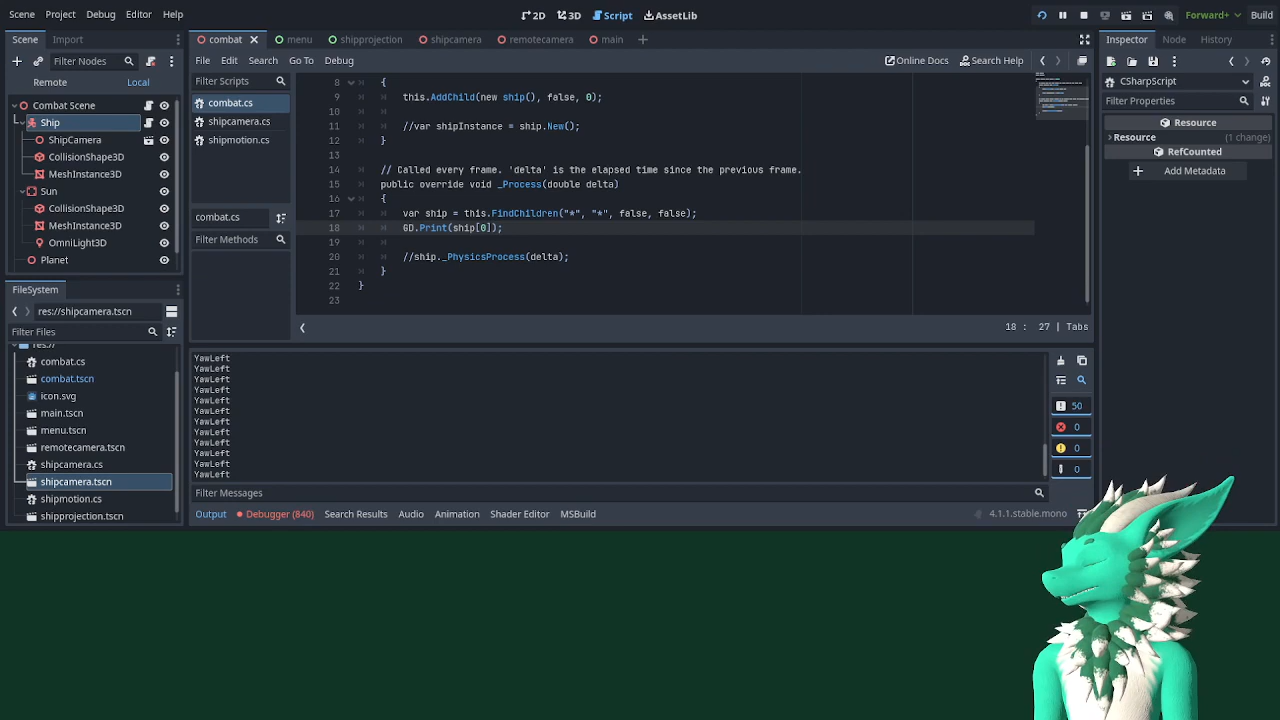 Scene Project Debug Editor Help
2D 3D Script AssetLib
Forward+ Build
Scene Import
Filter Nodes
Remote Local
Combat Scene
Ship
ShipCamera
CollisionShape3D
MeshInstance3D
Sun
CollisionShape3D
MeshInstance3D
OmniLight3D
Planet
FileSystem
res://shipcamera.tscn
Filter Files
res://
combat.cs
combat.tscn
icon.svg
main.tscn
menu.tscn
remotecamera.tscn
shipcamera.cs
shipcamera.tscn
shipmotion.cs
shipprojection.tscn
combat menu shipprojection shipcamera remotecamera main
File Edit Search Go To Debug
Online Docs Search Help
Filter Scripts
combat.cs
shipcamera.cs
shipmotion.cs
combat.cs
Filter Methods
8 {
9 this.AddChild(new ship(), false, 0);
10
11 //var shipInstance = ship.New();
12 }
13
14 // Called every frame. 'delta' is the elapsed time since the previous frame.
15 public override void _Process(double delta)
16 {
17 var ship = this.FindChildren("*", "*", false, false);
18 GD.Print(ship[0]);
19
20 //ship._PhysicsProcess(delta);
21 }
22 }
23
18 : 27 | Tabs
YawLeft
YawLeft
YawLeft
YawLeft
YawLeft
YawLeft
YawLeft
YawLeft
YawLeft
YawLeft
YawLeft
YawLeft
50
0
0
0
Filter Messages
Output Debugger (840) Search Results Audio Animation Shader Editor MSBuild
4.1.1.stable.mono
Inspector Node History
CSharpScript
Filter Properties
Resource
Resource (1 change)
RefCounted
Add Metadata